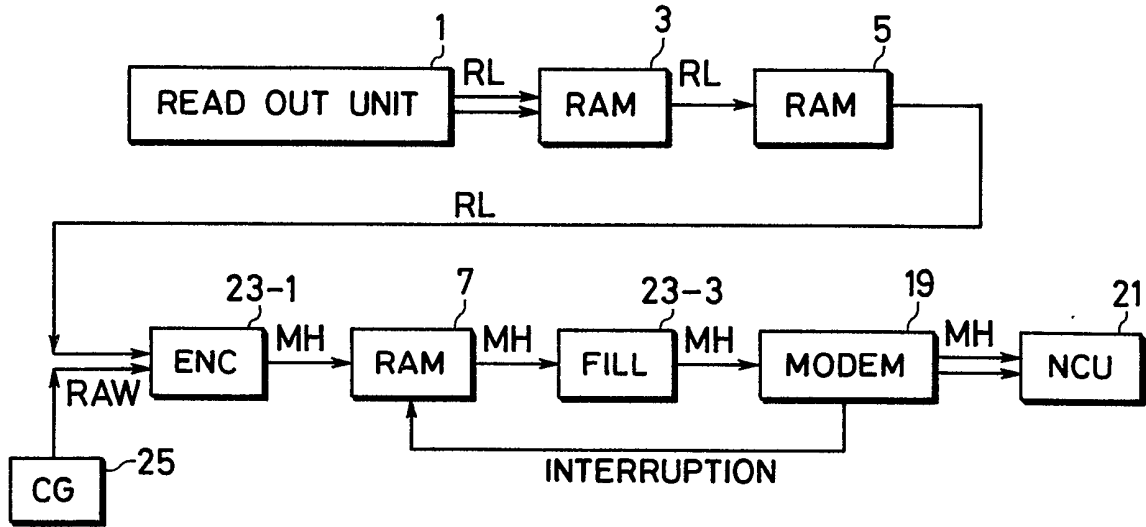 1
3
5
RL
RL
READ OUT UNIT
RAM
RAM
RL
23-1
7
23-3
19
21
MH
MH
MH
MH
ENC
RAM
FILL
MODEM
NCU
RAW
INTERRUPTION
25
CG